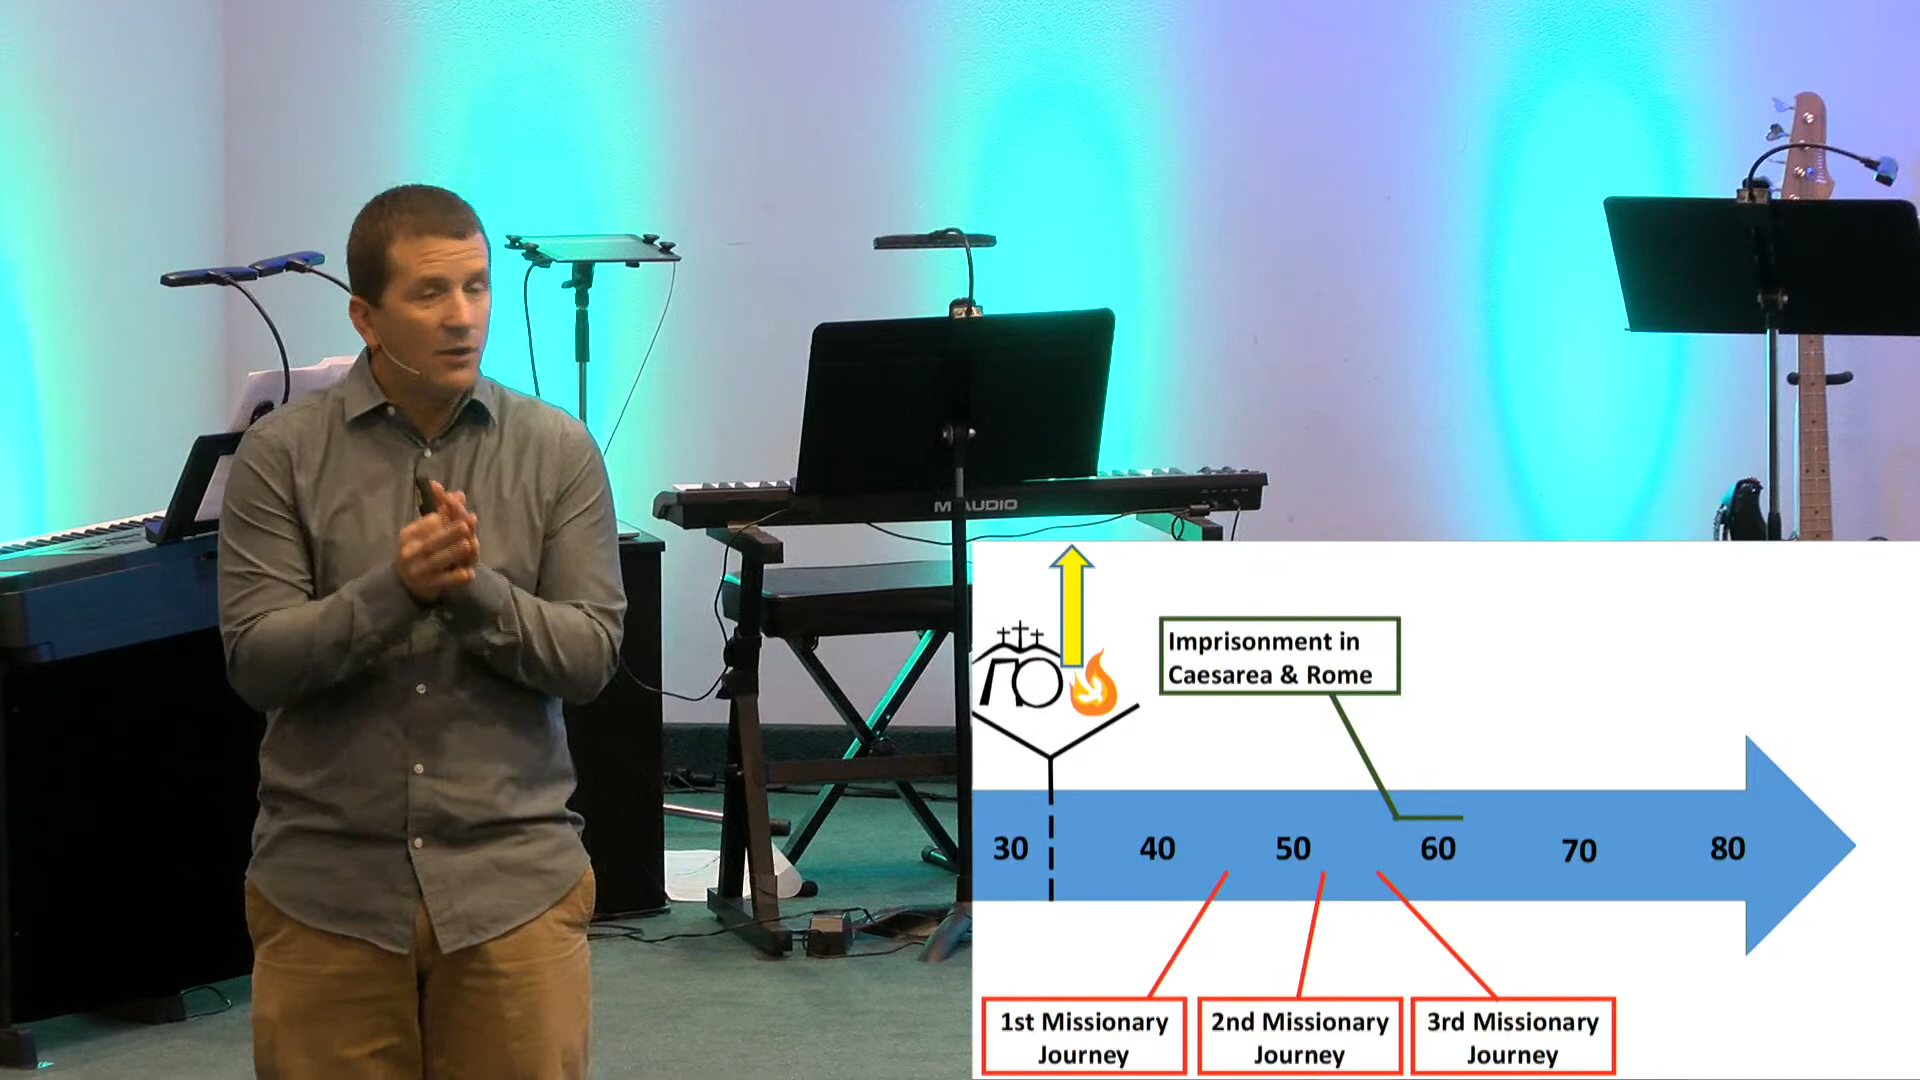 M-AUDIO
Imprisonment in
Caesarea & Rome
30 40 50 60 70 80
1st Missionary
Journey
2nd Missionary
Journey
3rd Missionary
Journey